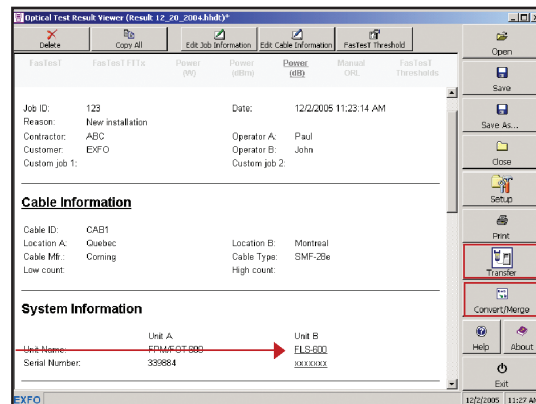 Optical Test Result Viewer (Result 12_20_2004.bhdt)*
Delete Copy All Edit Job Information Edit Cable Information FasTesT Threshold
FasTesT FasTesT FTTx Power (W) Power (dBm) Power (dB) Manual ORL FasTesT Thresholds
Job ID: 123 Date: 12/2/2005 11:23:14 AM
Reason: New installation
Contractor: ABC Operator A: Paul
Customer: EXFO Operator B: John
Custom job 1: Custom job 2:
Cable Information
Cable ID: CAB1
Location A: Quebec Location B: Montreal
Cable Mfr.: Corning Cable Type: SMF-28e
Low count: High count:
System Information
Unit A Unit B
Unit Name: FPM/FOT-600 FLS-600
Serial Number: 339884 xxxxxxx
Open
Save
Save As...
Close
Setup
Print
Transfer
Convert/Merge
Help About
Exit
EXFO 12/2/2005 11:27 AM